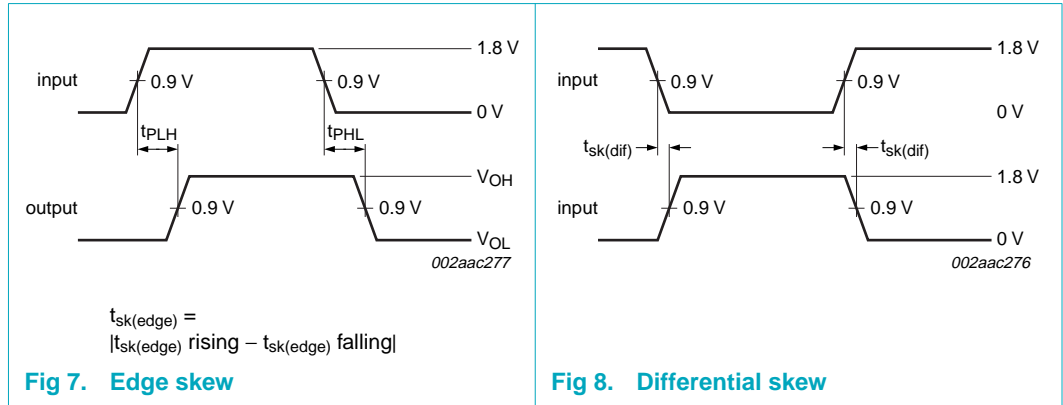 1.8 V
input
0.9 V
0.9 V
0 V
tPLH
tPHL
VOH
output
0.9 V
0.9 V
VOL
002aac277
tsk(edge) =
|tsk(edge) rising − tsk(edge) falling|
Fig 7. Edge skew
1.8 V
input
0.9 V
0.9 V
0 V
tsk(dif)
tsk(dif)
1.8 V
input
0.9 V
0.9 V
0 V
002aac276
Fig 8. Differential skew